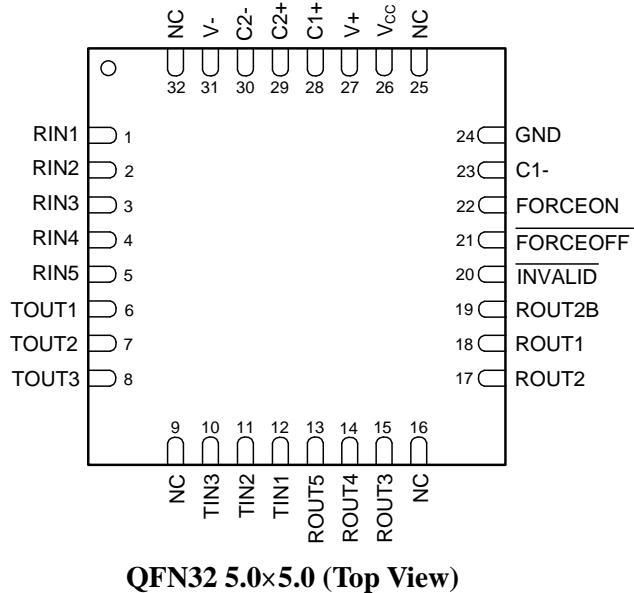 NC V- C2- C2+ C1+ V+ VCC NC
32 31 30 29 28 27 26 25
RIN1 1 24 GND
RIN2 2 23 C1-
RIN3 3 22 FORCEON
RIN4 4 21 FORCEOFF
RIN5 5 20 INVALID
TOUT1 6 19 ROUT2B
TOUT2 7 18 ROUT1
TOUT3 8 17 ROUT2
9 10 11 12 13 14 15 16
NC TIN3 TIN2 TIN1 ROUT5 ROUT4 ROUT3 NC
QFN32 5.0×5.0 (Top View)